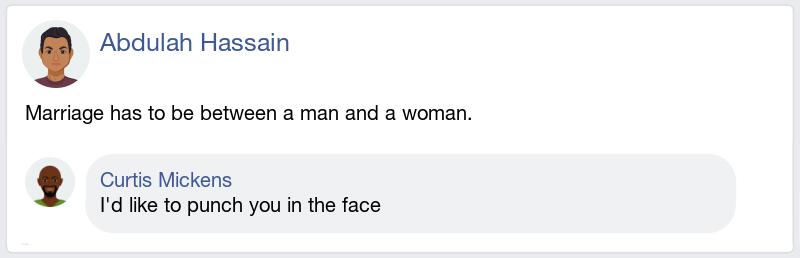 Abdulah Hassain
Marriage has to be between a man and a woman.
Curtis Mickens
I'd like to punch you in the face